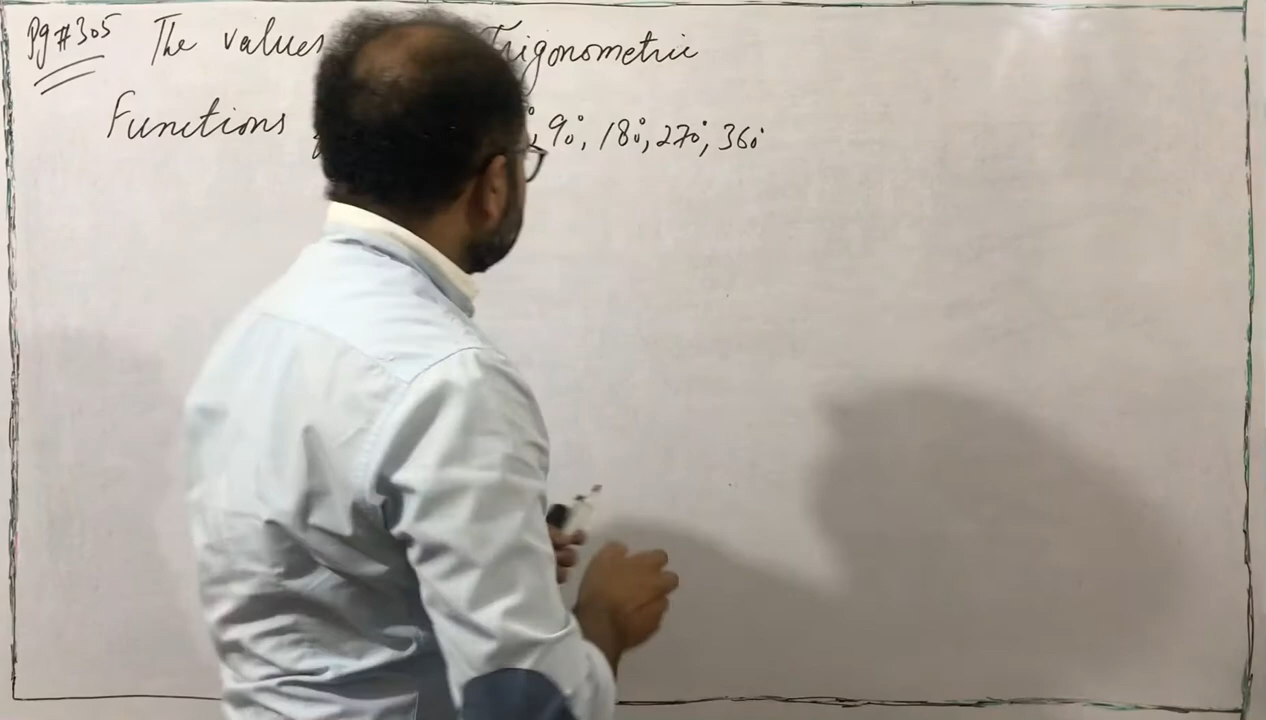 Pg # 305 The values Trigonometric
Functions , 90°, 180°, 270°, 360°